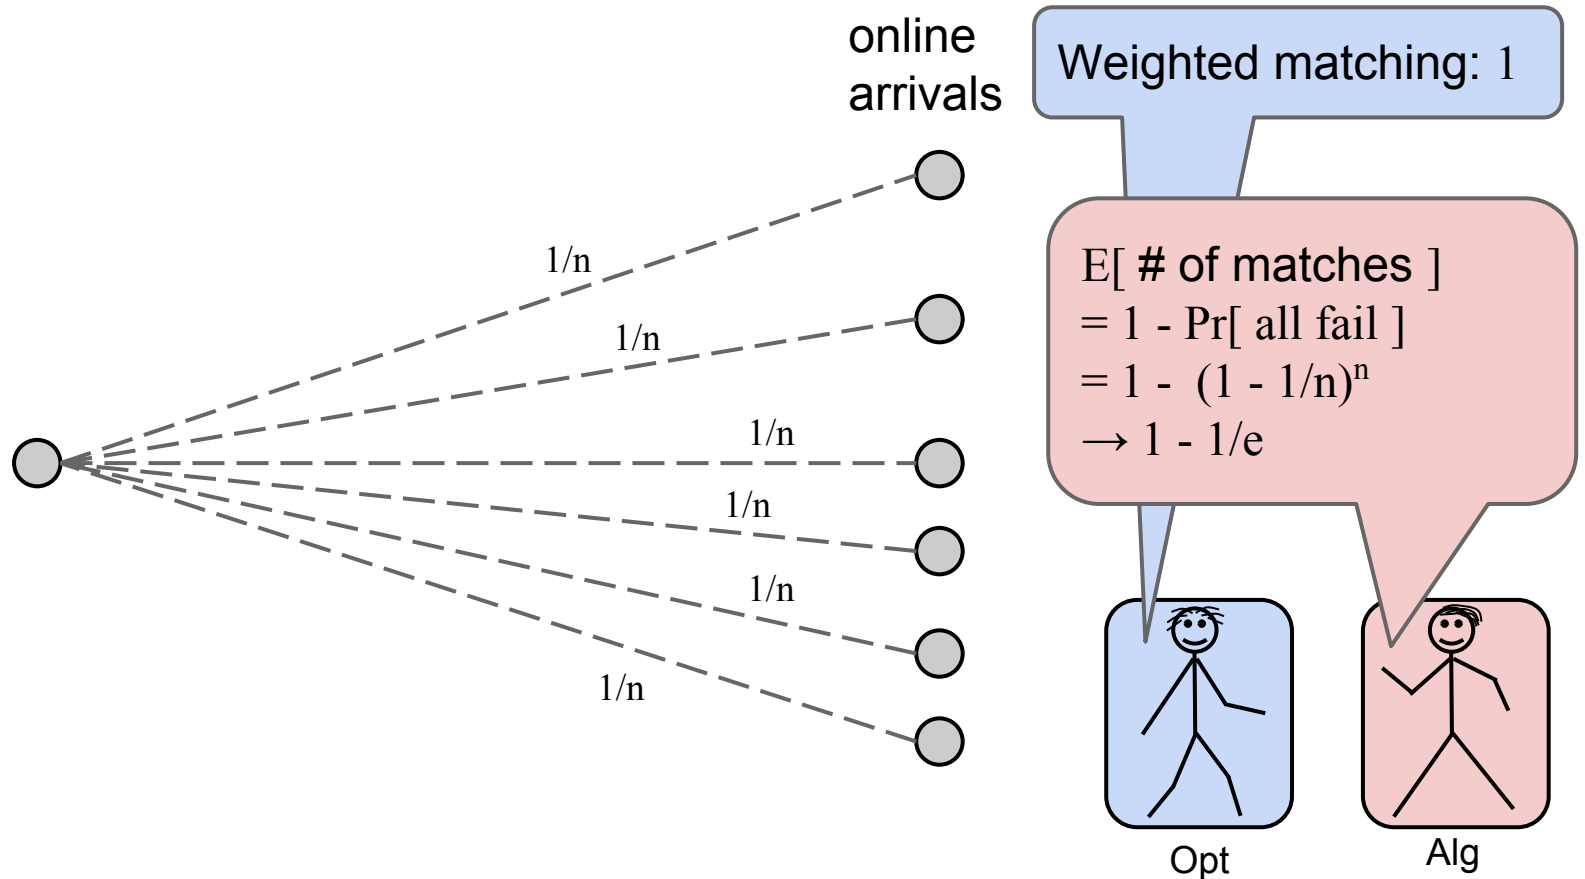 online
arrivals
Weighted matching: 1
E[ # of matches ]
= 1 - Pr[ all fail ]
= 1 - (1 - 1/n)ⁿ
→ 1 - 1/e
1/n
1/n
1/n
1/n
1/n
1/n
Opt
Alg